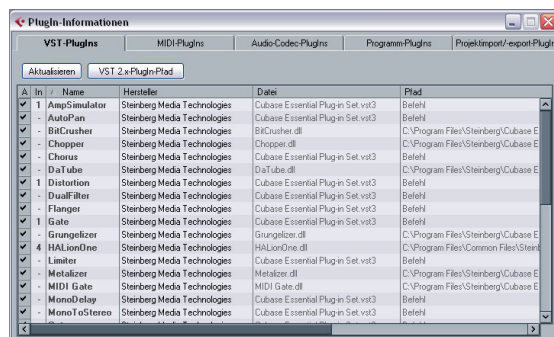 PlugIn-Informationen
VST-PlugIns MIDI-PlugIns Audio-Codec-PlugIns Programm-PlugIns Projektimport/-export-PlugIn
Aktualisieren VST 2.x-PlugIn-Pfad
A In / Name Hersteller Datei Pfad
1 AmpSimulator Steinberg Media Technologies Cubase Essential Plug-in Set.vst3 Befehl
- AutoPan Steinberg Media Technologies Cubase Essential Plug-in Set.vst3 Befehl
- BitCrusher Steinberg Media Technologies BitCrusher.dll C:\Program Files\Steinberg\Cubase E
- Chopper Steinberg Media Technologies Chopper.dll C:\Program Files\Steinberg\Cubase E
- Chorus Steinberg Media Technologies Cubase Essential Plug-in Set.vst3 Befehl
- DaTube Steinberg Media Technologies DaTube.dll C:\Program Files\Steinberg\Cubase E
1 Distortion Steinberg Media Technologies Cubase Essential Plug-in Set.vst3 Befehl
- DualFilter Steinberg Media Technologies Cubase Essential Plug-in Set.vst3 Befehl
- Flanger Steinberg Media Technologies Cubase Essential Plug-in Set.vst3 Befehl
1 Gate Steinberg Media Technologies Cubase Essential Plug-in Set.vst3 Befehl
- Grungelizer Steinberg Media Technologies Grungelizer.dll C:\Program Files\Steinberg\Cubase E
4 HALionOne Steinberg Media Technologies HALionOne.dll C:\Program Files\Common Files\Steinb
- Limiter Steinberg Media Technologies Cubase Essential Plug-in Set.vst3 Befehl
- Metalizer Steinberg Media Technologies Metalizer.dll C:\Program Files\Steinberg\Cubase E
- MIDI Gate Steinberg Media Technologies MIDI Gate.dll C:\Program Files\Steinberg\Cubase E
- MonoDelay Steinberg Media Technologies Cubase Essential Plug-in Set.vst3 Befehl
- MonoToStereo Steinberg Media Technologies Cubase Essential Plug-in Set.vst3 Befehl